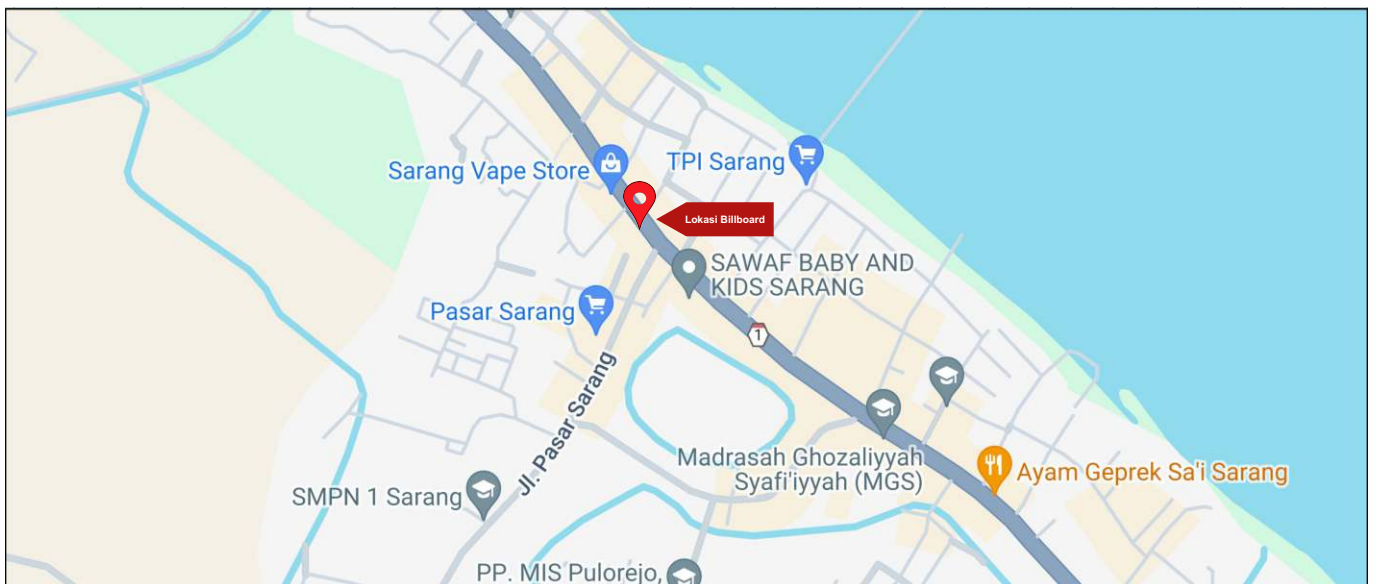 Sarang Vape Store
TPI Sarang
Lokasi Billboard
SAWAF BABY AND
KIDS SARANG
Pasar Sarang
1
Jl. Pasar Sarang
Madrasah Ghozaliyyah
Syafi'iyyah (MGS)
Ayam Geprek Sa'i Sarang
SMPN 1 Sarang
PP. MIS Pulorejo,